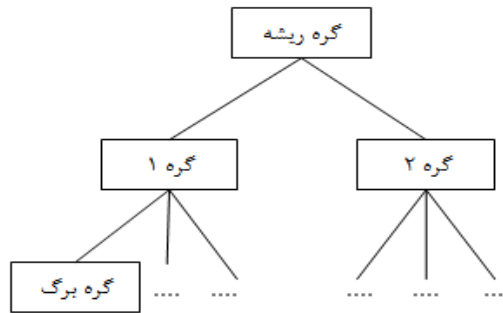 گره ریشه
گره ۱
گره ۲
گره برگ
.... .... .... .... ....